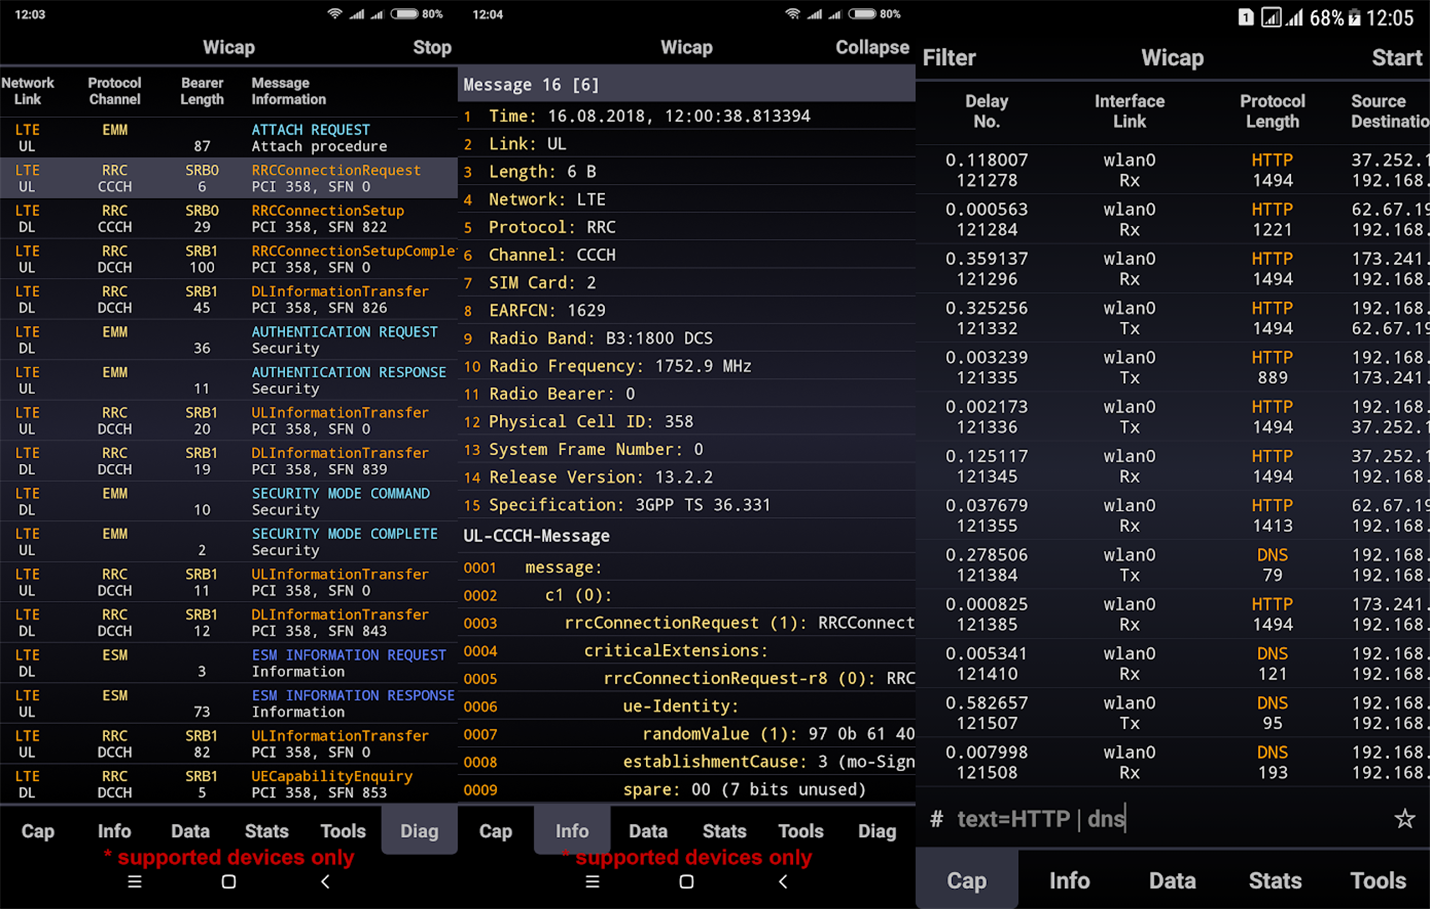 12:03 80%
Wicap Stop
Network Protocol Bearer Message
Link Channel Length Information
LTE EMM ATTACH REQUEST
UL 87 Attach procedure
LTE RRC SRB0 RRCConnectionRequest
UL CCCH 6 PCI 358, SFN 0
LTE RRC SRB0 RRCConnectionSetup
DL CCCH 29 PCI 358, SFN 822
LTE RRC SRB1 RRCConnectionSetupComple
UL DCCH 100 PCI 358, SFN 0
LTE RRC SRB1 DLInformationTransfer
DL DCCH 45 PCI 358, SFN 826
LTE EMM AUTHENTICATION REQUEST
DL 36 Security
LTE EMM AUTHENTICATION RESPONSE
UL 11 Security
LTE RRC SRB1 ULInformationTransfer
UL DCCH 20 PCI 358, SFN 0
LTE RRC SRB1 DLInformationTransfer
DL DCCH 19 PCI 358, SFN 839
LTE EMM SECURITY MODE COMMAND
DL 10 Security
LTE EMM SECURITY MODE COMPLETE
UL 2 Security
LTE RRC SRB1 ULInformationTransfer
UL DCCH 11 PCI 358, SFN 0
LTE RRC SRB1 DLInformationTransfer
DL DCCH 12 PCI 358, SFN 843
LTE ESM ESM INFORMATION REQUEST
DL 3 Information
LTE ESM ESM INFORMATION RESPONSE
UL 73 Information
LTE RRC SRB1 ULInformationTransfer
UL DCCH 82 PCI 358, SFN 0
LTE RRC SRB1 UECapabilityEnquiry
DL DCCH 5 PCI 358, SFN 853
Cap Info Data Stats Tools Diag
* supported devices only
12:04 80%
Wicap Collapse
Message 16 [6]
1 Time: 16.08.2018, 12:00:38.813394
2 Link: UL
3 Length: 6 B
4 Network: LTE
5 Protocol: RRC
6 Channel: CCCH
7 SIM Card: 2
8 EARFCN: 1629
9 Radio Band: B3:1800 DCS
10 Radio Frequency: 1752.9 MHz
11 Radio Bearer: 0
12 Physical Cell ID: 358
13 System Frame Number: 0
14 Release Version: 13.2.2
15 Specification: 3GPP TS 36.331
UL-CCCH-Message
0001 message:
0002 c1 (0):
0003 rrcConnectionRequest (1): RRCConnect
0004 criticalExtensions:
0005 rrcConnectionRequest-r8 (0): RRC
0006 ue-Identity:
0007 randomValue (1): 97 0b 61 40
0008 establishmentCause: 3 (mo-Sign
0009 spare: 00 (7 bits unused)
Cap Info Data Stats Tools Diag
* supported devices only
1 68% 12:05
Filter Wicap Start
Delay Interface Protocol Source
No. Link Length Destinatio
0.118007 wlan0 HTTP 37.252.1
121278 Rx 1494 192.168.
0.000563 wlan0 HTTP 62.67.19
121284 Rx 1221 192.168.
0.359137 wlan0 HTTP 173.241.
121296 Rx 1494 192.168.
0.325256 wlan0 HTTP 192.168.
121332 Tx 1494 62.67.19
0.003239 wlan0 HTTP 192.168.
121335 Tx 889 173.241.
0.002173 wlan0 HTTP 192.168.
121336 Tx 1494 37.252.1
0.125117 wlan0 HTTP 37.252.1
121345 Rx 1494 192.168.
0.037679 wlan0 HTTP 62.67.19
121355 Rx 1413 192.168.
0.278506 wlan0 DNS 192.168.
121384 Tx 79 192.168.
0.000825 wlan0 HTTP 173.241.
121385 Rx 1494 192.168.
0.005341 wlan0 DNS 192.168.
121410 Rx 121 192.168.
0.582657 wlan0 DNS 192.168.
121507 Tx 95 192.168.
0.007998 wlan0 DNS 192.168.
121508 Rx 193 192.168.
# text=HTTP | dns
Cap Info Data Stats Tools